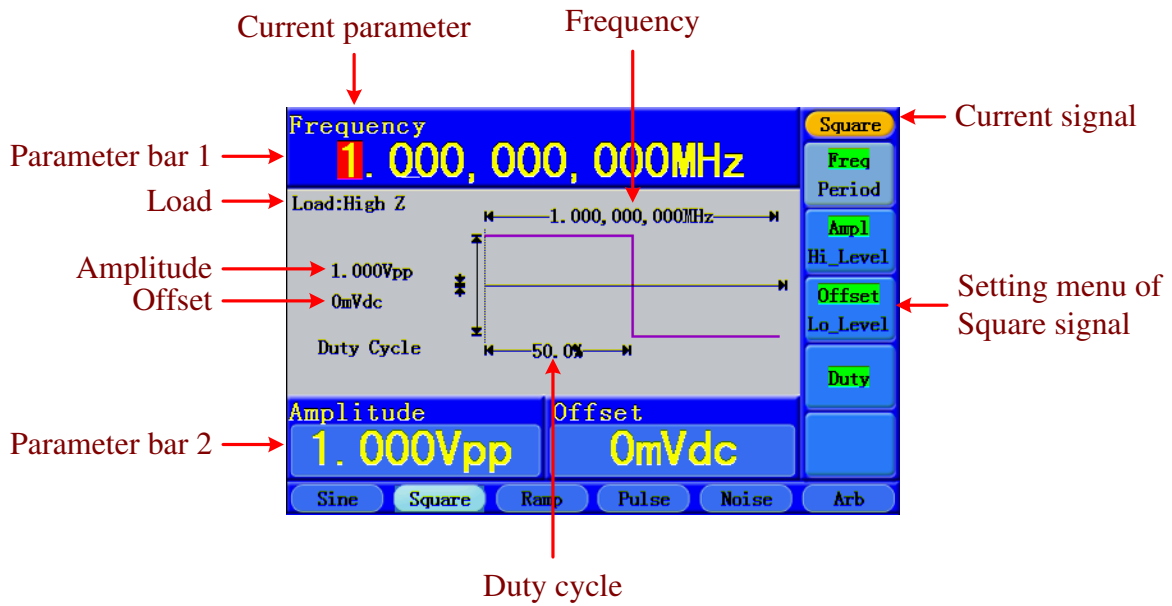 Current parameter
Frequency
Frequency
Square
Current signal
Parameter bar 1
1.000,000,000MHz
Freq
Period
Load
Load:High Z
1.000,000,000MHz
Ampl
Hi_Level
Amplitude
1.000Vpp
Offset
0mVdc
Offset
Lo_Level
Setting menu of
Square signal
Duty Cycle
50.0%
Duty
Amplitude
Offset
Parameter bar 2
1.000Vpp
0mVdc
Sine
Square
Ramp
Pulse
Noise
Arb
Duty cycle